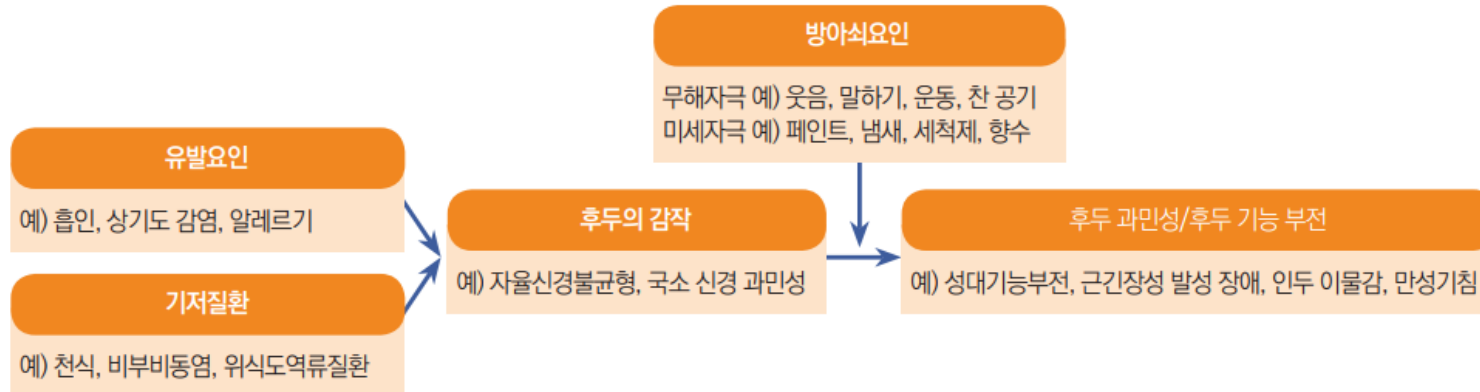 방아쇠요인
무해자극 예) 웃음, 말하기, 운동, 찬 공기
미세자극 예) 페인트, 냄새, 세척제, 향수
유발요인
예) 흡인, 상기도 감염, 알레르기
기저질환
예) 천식, 비부비동염, 위식도역류질환
후두의 감작
예) 자율신경불균형, 국소 신경 과민성
후두 과민성/후두 기능 부전
예) 성대기능부전, 근긴장성 발성 장애, 인두 이물감, 만성기침